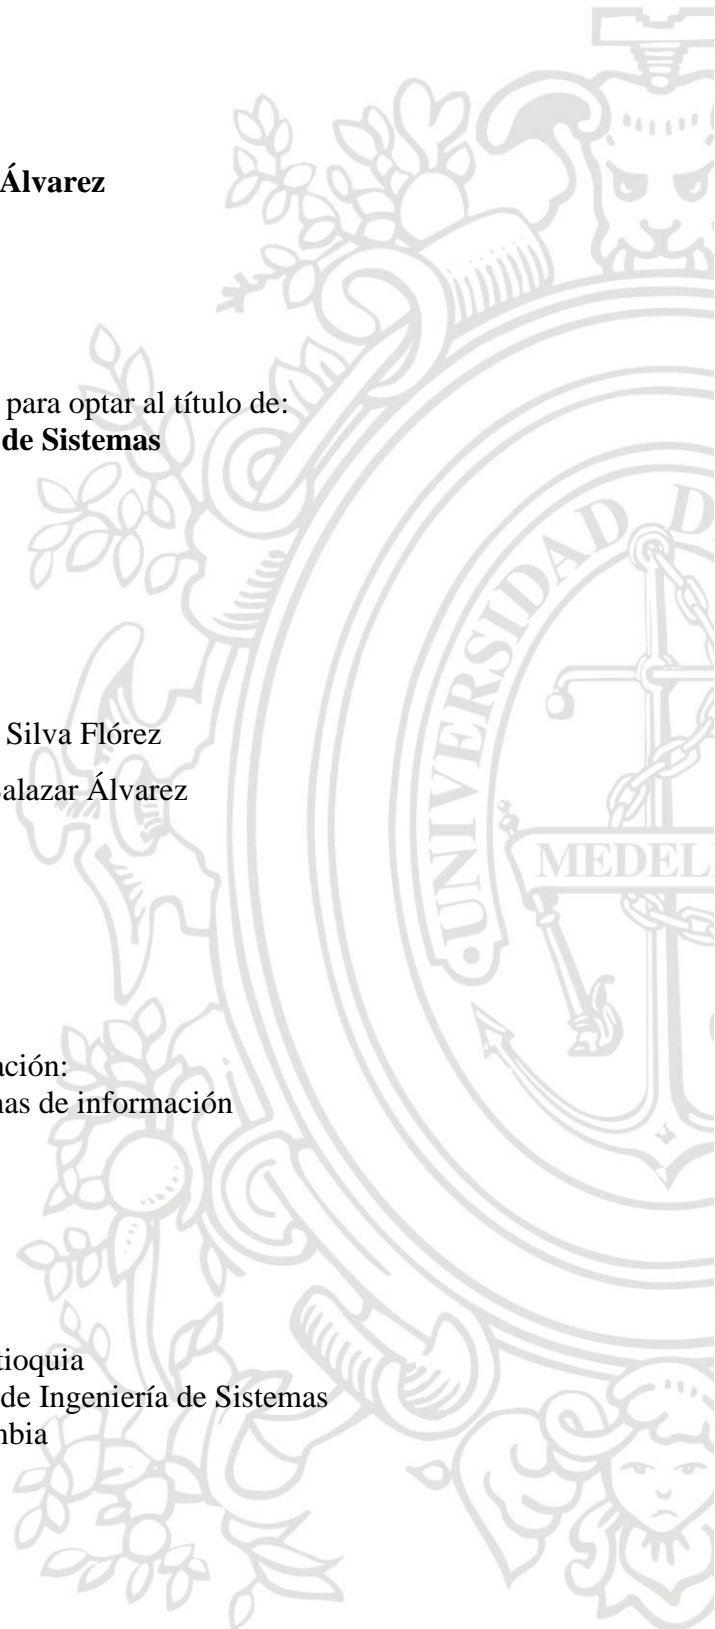 Álvarez
para optar al título de:
de Sistemas
Silva Flórez
alazar Álvarez
ación:
nas de información
tioquia
de Ingeniería de Sistemas
mbia
UNIVERSIDAD D
MEDEL